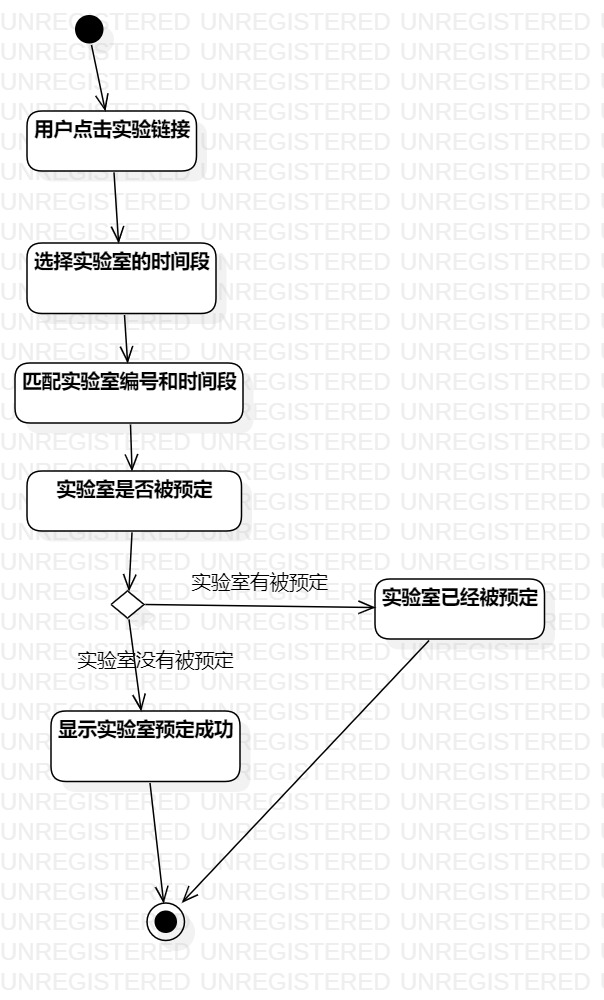 用户点击实验链接
选择实验室的时间段
匹配实验室编号和时间段
实验室是否被预定
实验室有被预定
实验室已经被预定
实验室没有被预定
显示实验室预定成功
UNREGISTERED